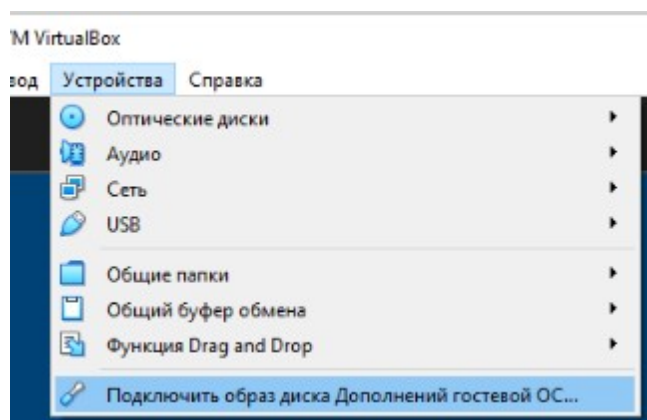 'M VirtualBox
вод Устройства Справка
Оптические диски
Аудио
Сеть
USB
Общие папки
Общий буфер обмена
Функция Drag and Drop
Подключить образ диска Дополнений гостевой ОС...